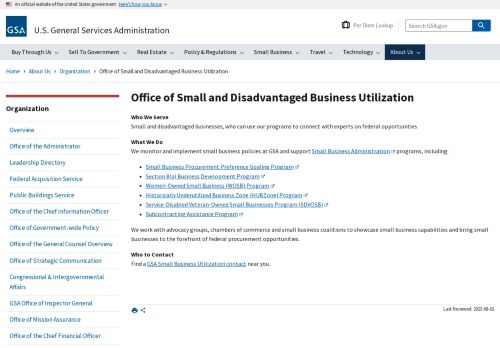 An official website of the United States government Here's how you know
GSA
U.S. General Services Administration
Per Diem Lookup
Search GSA.gov
Buy Through Us
Sell To Government
Real Estate
Policy & Regulations
Small Business
Travel
Technology
About Us
Home › About Us › Organization › Office of Small and Disadvantaged Business Utilization
Organization
Overview
Office of the Administrator
Leadership Directory
Federal Acquisition Service
Public Buildings Service
Office of the Chief Information Officer
Office of Government-wide Policy
Office of the General Counsel Overview
Office of Strategic Communication
Congressional & Intergovernmental
Affairs
GSA Office of Inspector General
Office of Mission Assurance
Office of the Chief Financial Officer
Office of Small and Disadvantaged Business Utilization
Who We Serve
Small and disadvantaged businesses, who can use our programs to connect with experts on federal opportunities.
What We Do
We monitor and implement small business policies at GSA and support Small Business Administration programs, including:
• Small Business Procurement Preference Goaling Program
• Section 8(a) Business Development Program
• Women-Owned Small Business (WOSB) Program
• Historically Underutilized Business Zone (HUBZone) Program
• Service-Disabled Veteran-Owned Small Businesses Program (SDVOSB)
• Subcontracting Assistance Program
We work with advocacy groups, chambers of commerce and small business coalitions to showcase small business capabilities and bring small
businesses to the forefront of federal procurement opportunities.
Who to Contact
Find a GSA Small Business Utilization contact near you.
Last Reviewed: 2023-08-02